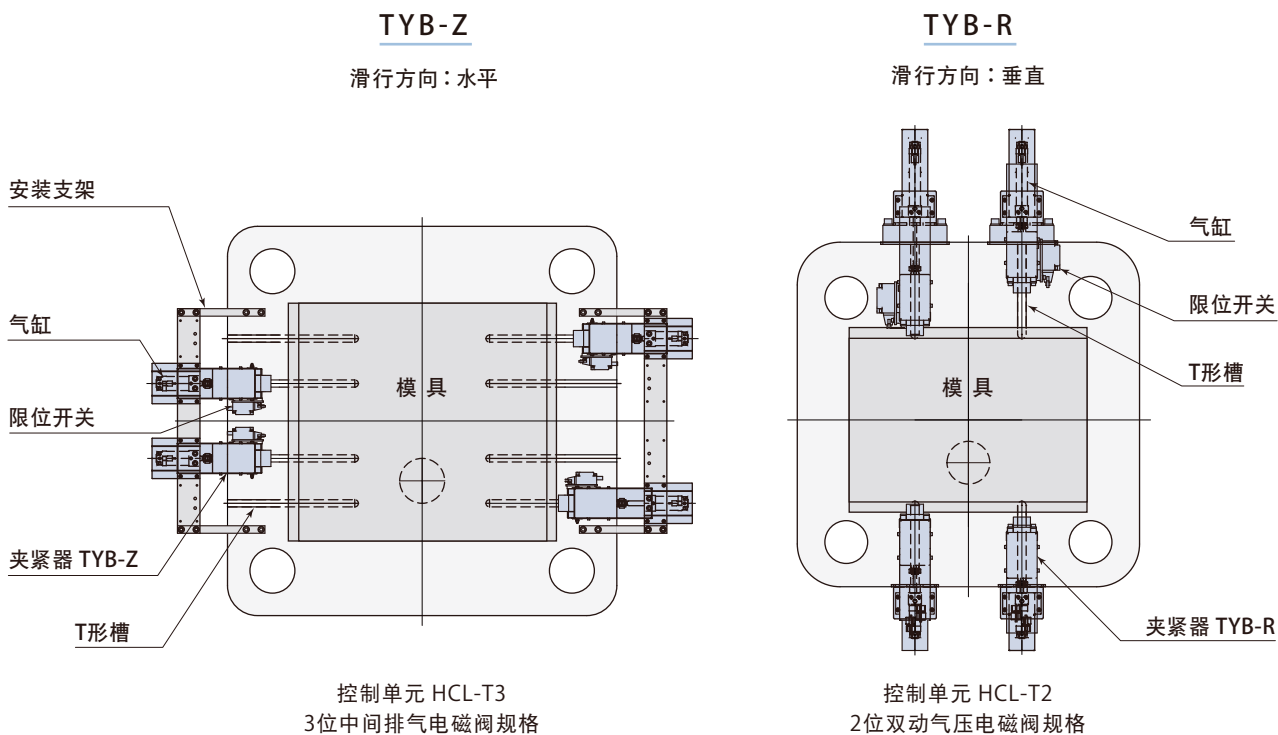 TYB-Z
滑行方向：水平
安装支架
气缸
限位开关
夹紧器 TYB-Z
T形槽
模具
控制单元 HCL-T3
3位中间排气电磁阀规格
TYB-R
滑行方向：垂直
气缸
限位开关
T形槽
模具
夹紧器 TYB-R
控制单元 HCL-T2
2位双动气压电磁阀规格